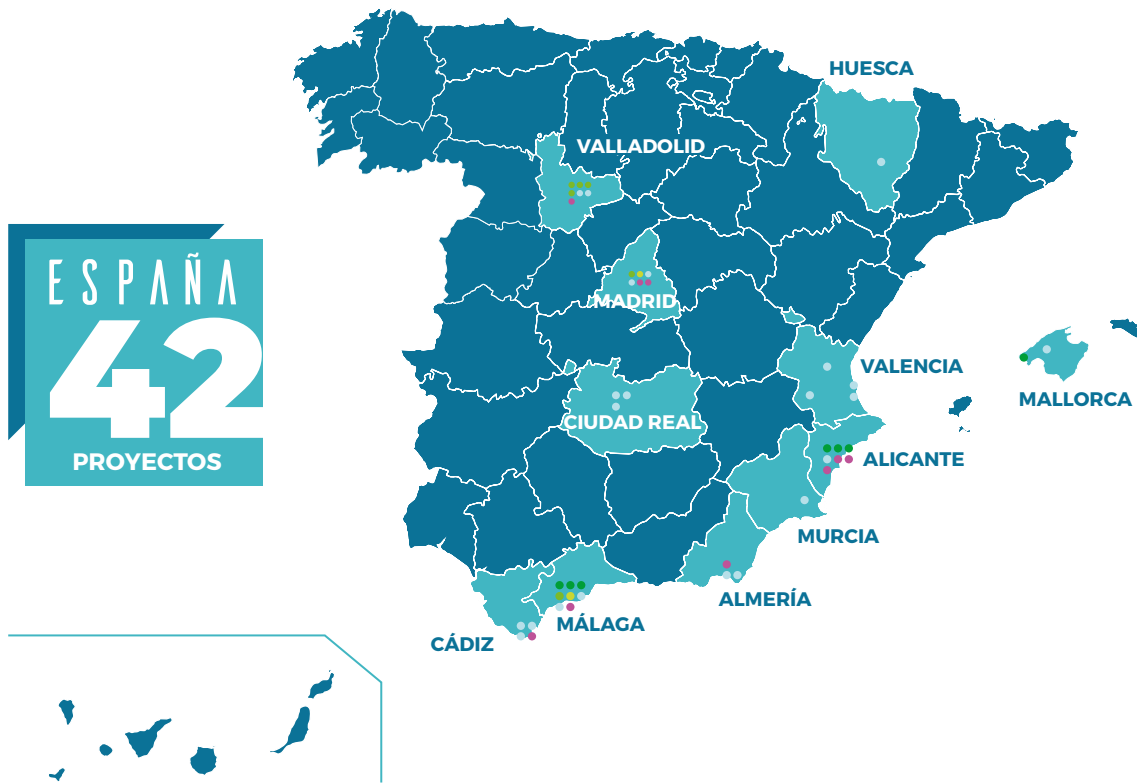 HUESCA
VALLADOLID
ESPAÑA
42
PROYECTOS
MADRID
VALENCIA
MALLORCA
CIUDAD REAL
ALICANTE
MURCIA
ALMERÍA
MÁLAGA
CÁDIZ